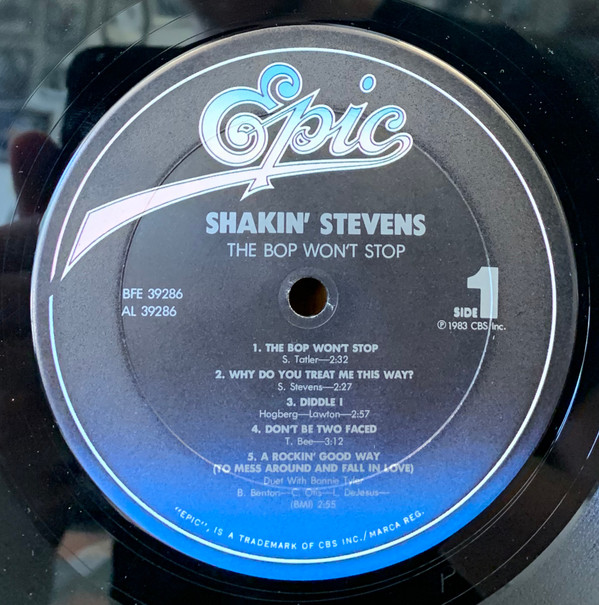 Epic
SHAKIN' STEVENS
THE BOP WON'T STOP
BFE 39286
AL 39286
SIDE 1
℗ 1983 CBS Inc.
1. THE BOP WON'T STOP
S. Tatler—2:32
2. WHY DO YOU TREAT ME THIS WAY?
S. Stevens—2:27
3. DIDDLE I
Hogberg—Lawton—2:57
4. DON'T BE TWO FACED
T. Bee—3:12
5. A ROCKIN' GOOD WAY
(TO MESS AROUND AND FALL IN LOVE)
Duet With Bonnie Tyler
B. Benton—C. Otis—L. DeJesus—
(BMI) 2:55
"EPIC", IS A TRADEMARK OF CBS INC./MARCA REG.